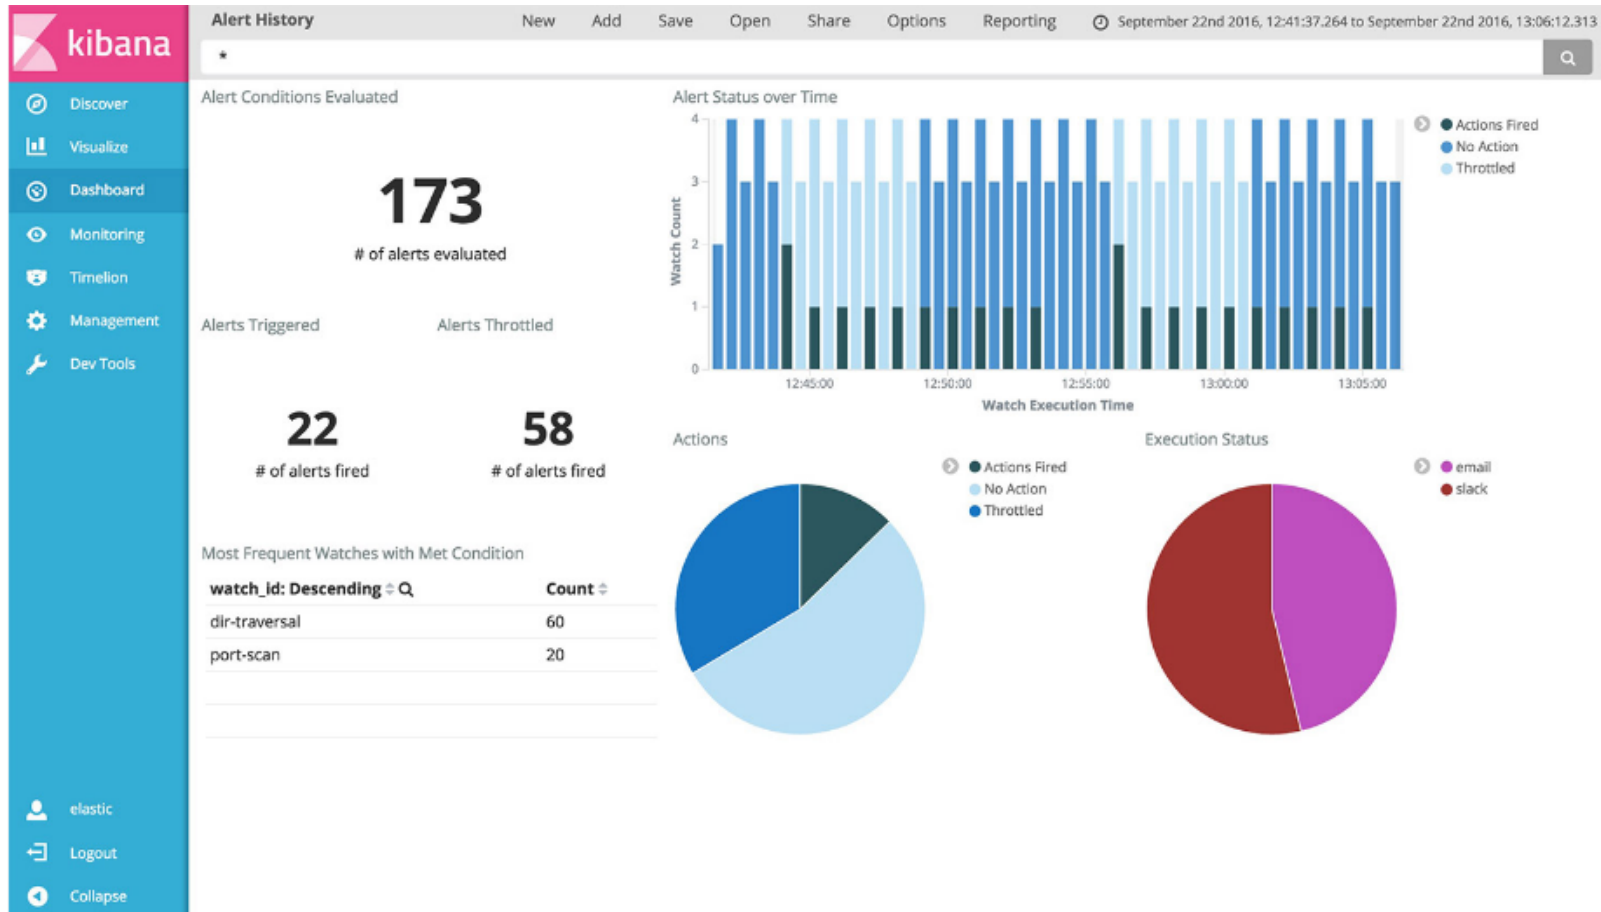 kibana
Alert History New Add Save Open Share Options Reporting September 22nd 2016, 12:41:37.264 to September 22nd 2016, 13:06:12.313
*
Discover
Visualize
Dashboard
Monitoring
Timelion
Management
Dev Tools
elastic
Logout
Collapse
Alert Conditions Evaluated
173
# of alerts evaluated
Alerts Triggered
22
# of alerts fired
Alerts Throttled
58
# of alerts fired
Most Frequent Watches with Met Condition
watch_id: Descending Count
dir-traversal 60
port-scan 20
Alert Status over Time
Watch Count
4
3
2
1
0
12:45:00 12:50:00 12:55:00 13:00:00 13:05:00
Watch Execution Time
Actions Fired
No Action
Throttled
Actions
Actions Fired
No Action
Throttled
Execution Status
email
slack